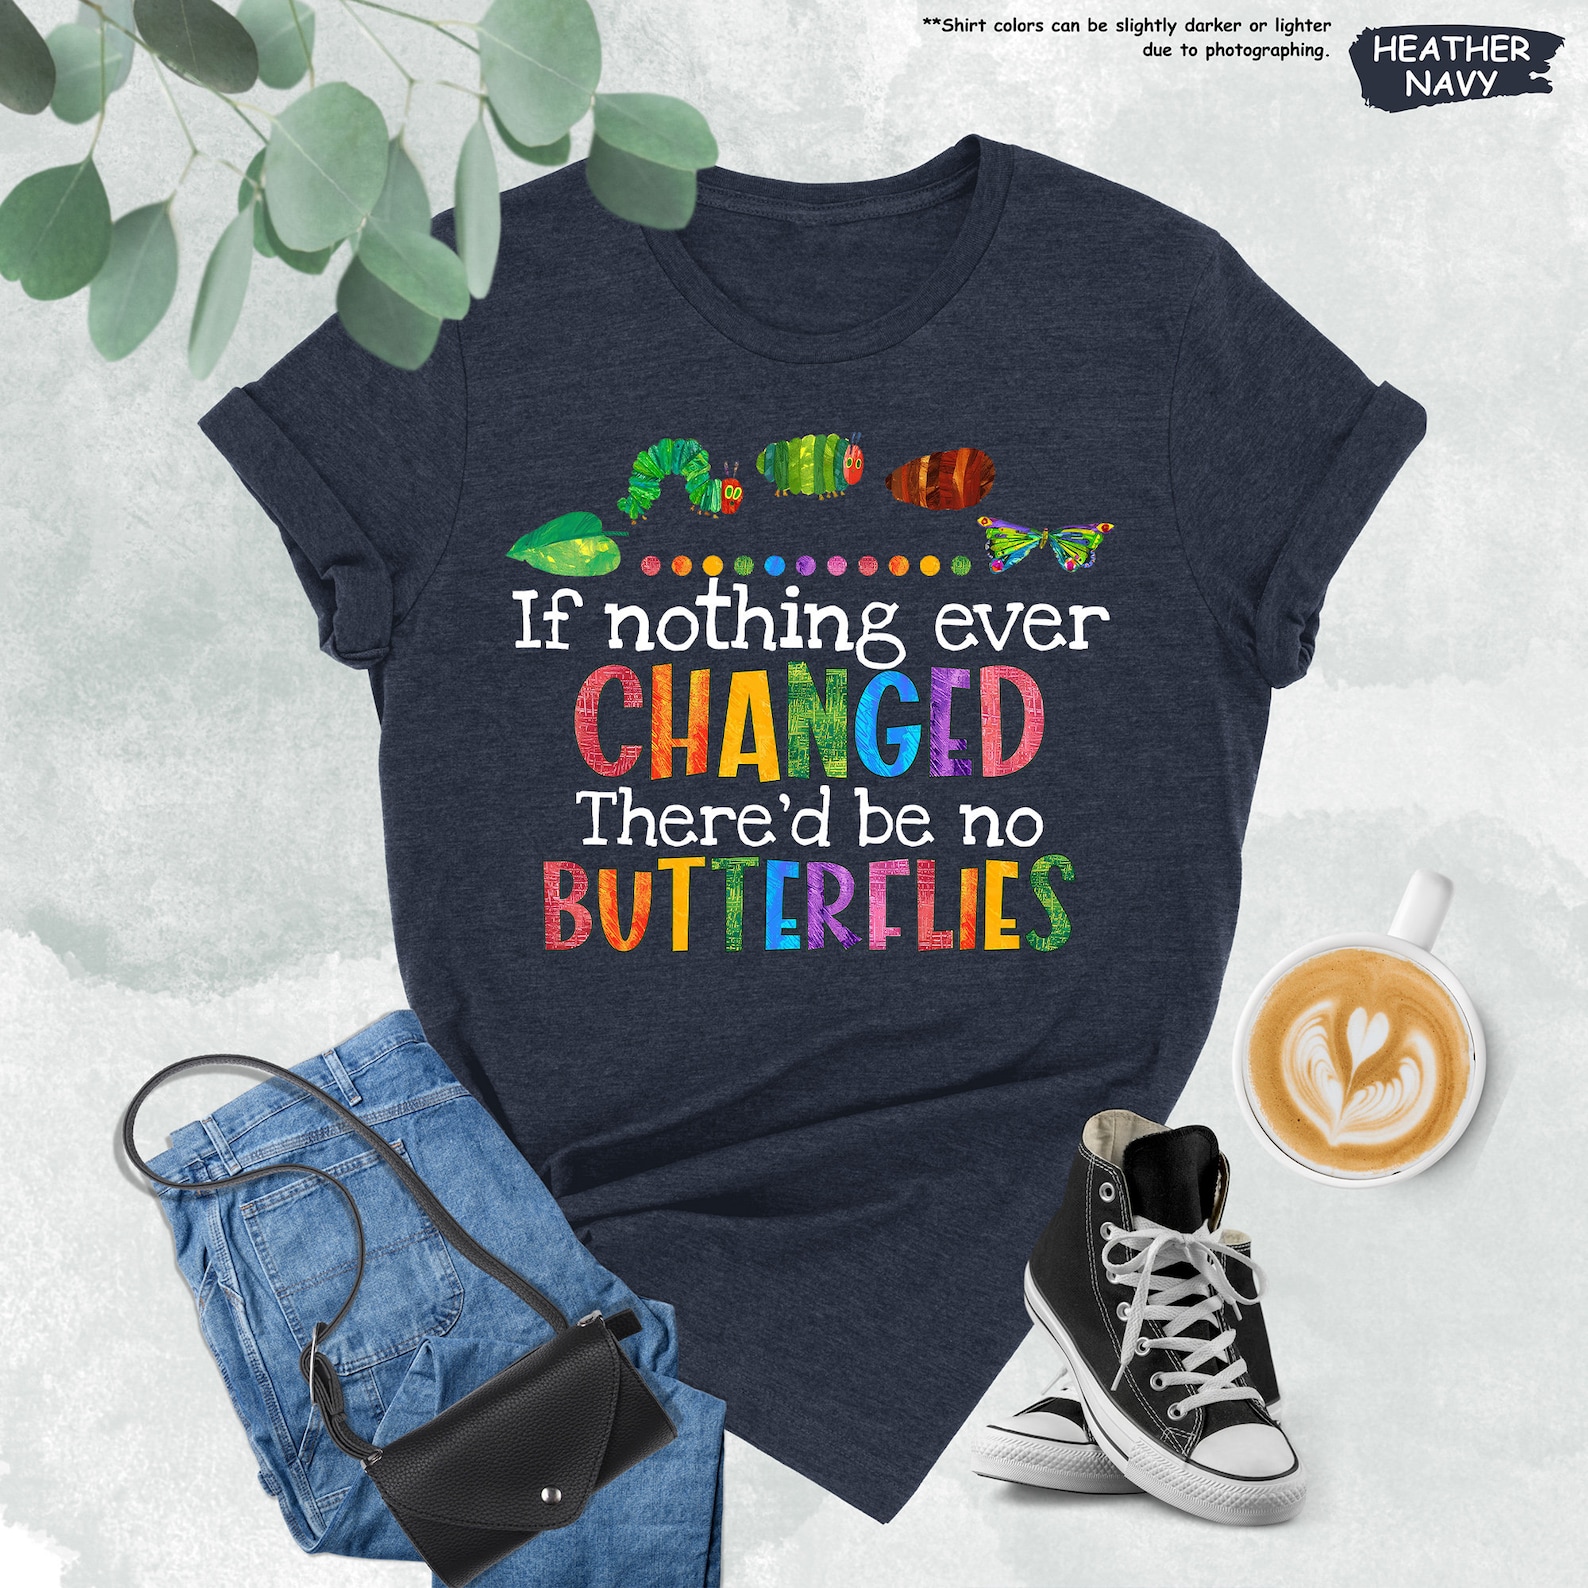 **Shirt colors can be slightly darker or lighter
due to photographing.
HEATHER
NAVY
If nothing ever
CHANGED
There'd be no
BUTTERFLIES